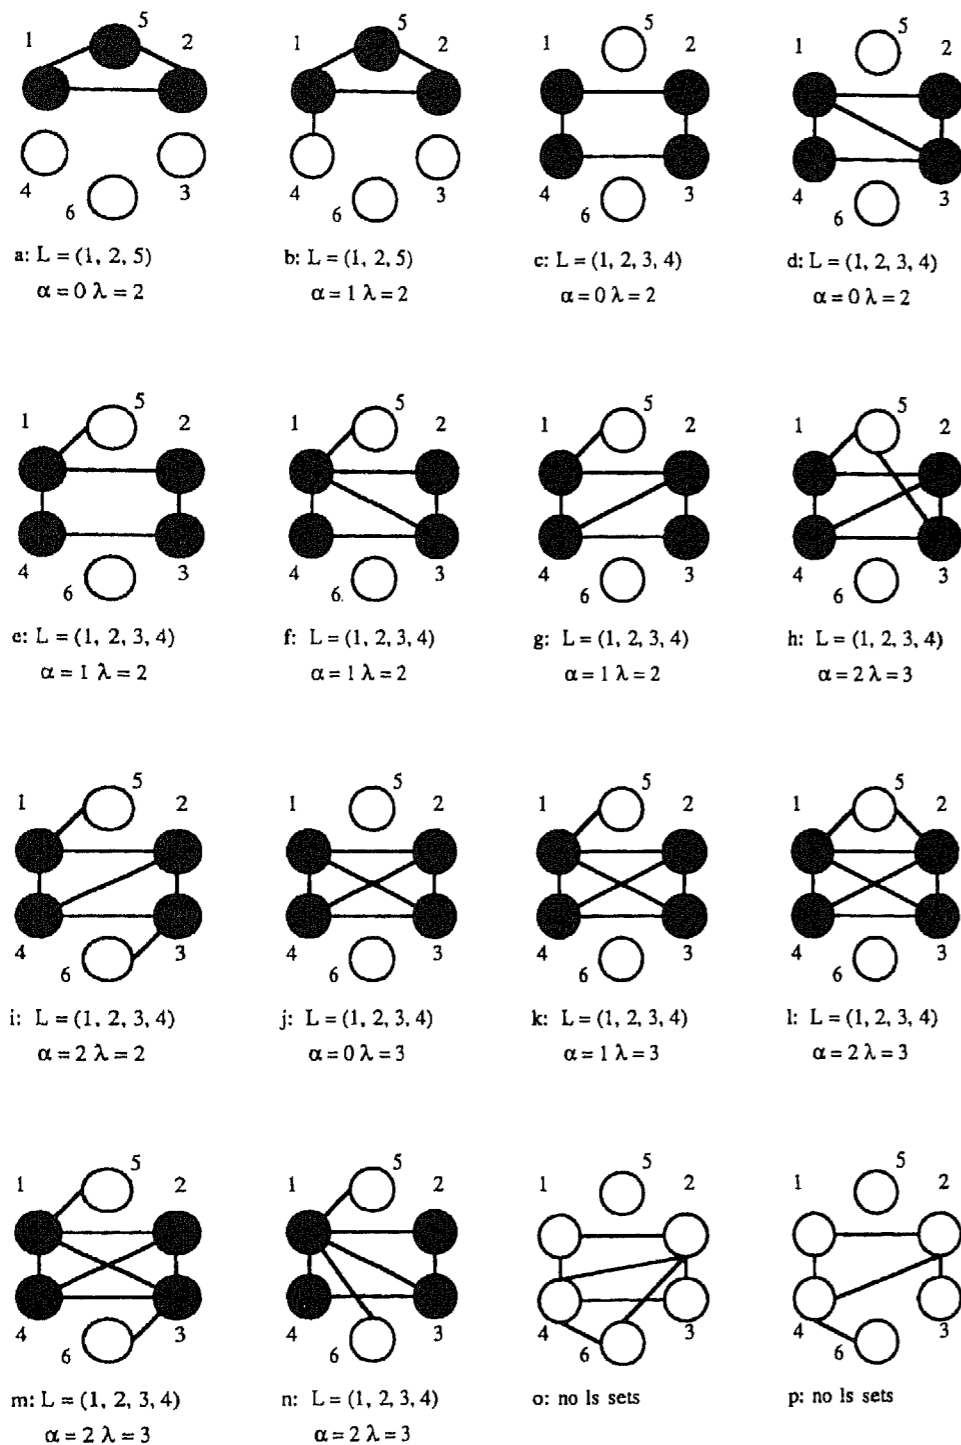 1 5 2
4 6 3
a: L = (1, 2, 5)
α = 0 λ = 2
1 5 2
4 6 3
b: L = (1, 2, 5)
α = 1 λ = 2
1 5 2
4 6 3
c: L = (1, 2, 3, 4)
α = 0 λ = 2
1 5 2
4 6 3
d: L = (1, 2, 3, 4)
α = 0 λ = 2
1 5 2
4 6 3
e: L = (1, 2, 3, 4)
α = 1 λ = 2
1 5 2
4 6. 3
f: L = (1, 2, 3, 4)
α = 1 λ = 2
1 5 2
4 6 3
g: L = (1, 2, 3, 4)
α = 1 λ = 2
1 5 2
4 6 3
h: L = (1, 2, 3, 4)
α = 2 λ = 3
1 5 2
4 6 3
i: L = (1, 2, 3, 4)
α = 2 λ = 2
1 5 2
4 6 3
j: L = (1, 2, 3, 4)
α = 0 λ = 3
1 5 2
4 6 3
k: L = (1, 2, 3, 4)
α = 1 λ = 3
1 5 2
4 6 3
l: L = (1, 2, 3, 4)
α = 2 λ = 3
1 5 2
4 6 3
m: L = (1, 2, 3, 4)
α = 2 λ = 3
1 5 2
4 6 3
n: L = (1, 2, 3, 4)
α = 2 λ = 3
1 5 2
4 6 3
o: no ls sets
1 5 2
4 6 3
p: no ls sets